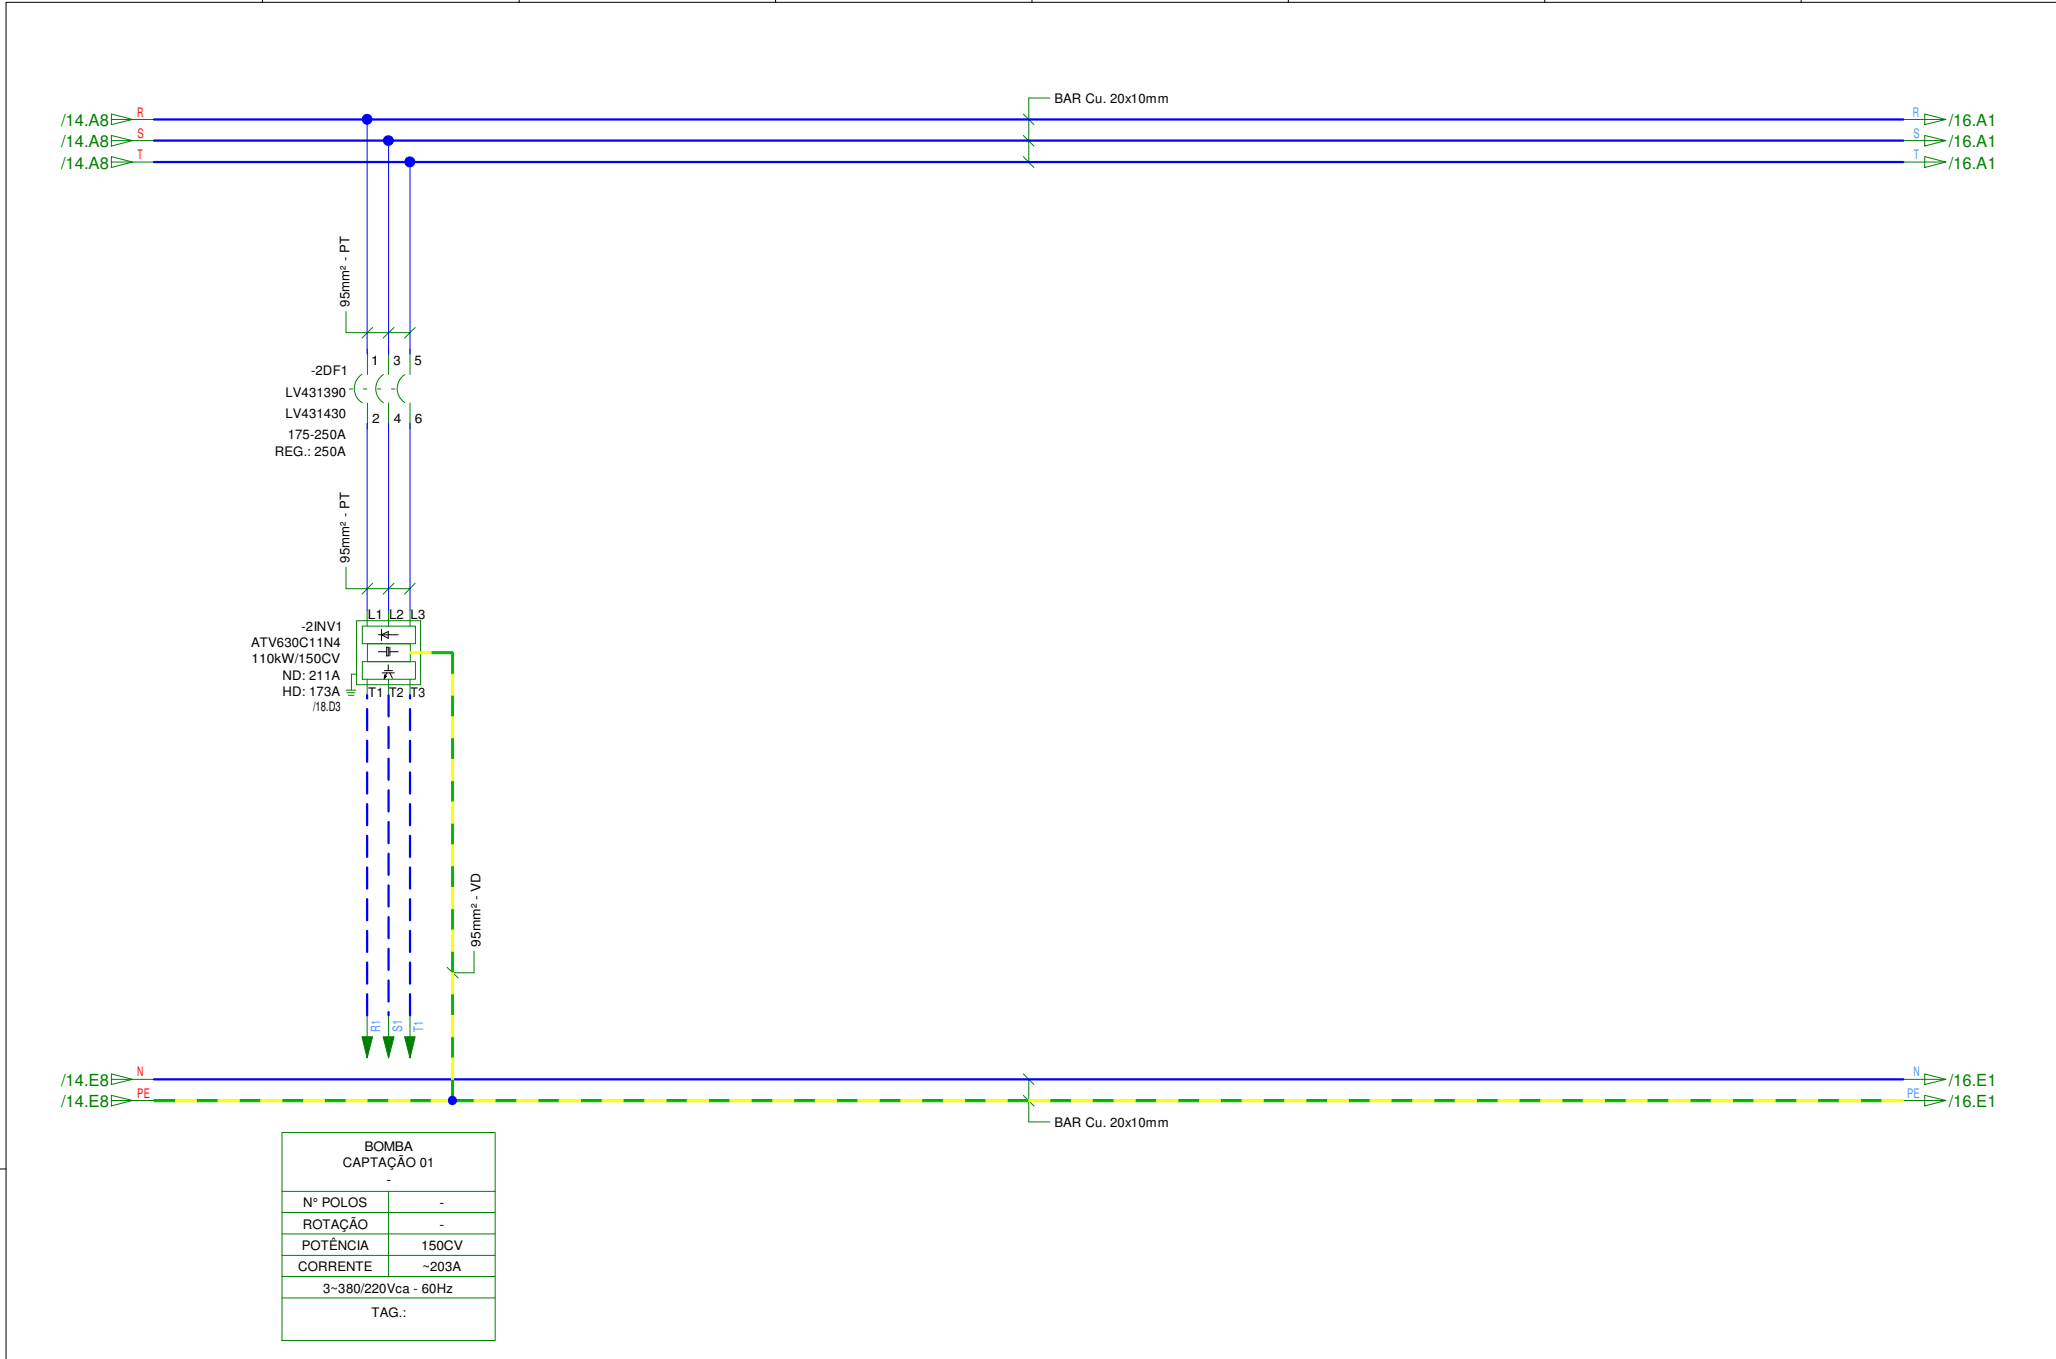 BAR Cu. 20x10mm
/14.A8 R
R /16.A1
/14.A8 S
S /16.A1
/14.A8 T
T /16.A1
95mm² - PT
1 3 5
-2DF1
LV431390
LV431430
2 4 6
175-250A
REG.: 250A
95mm² - PT
L1 L2 L3
-2INV1
ATV630C11N4
110kW/150CV
ND: 211A
HD: 173A
T1 T2 T3
/18.D3
95mm² - VD
R1 S1 T1
/14.E8 N
N /16.E1
/14.E8 PE
PE /16.E1
BAR Cu. 20x10mm
BOMBA
CAPTAÇÃO 01
-
N° POLOS -
ROTAÇÃO -
POTÊNCIA 150CV
CORRENTE ~203A
3~380/220Vca - 60Hz
TAG.: